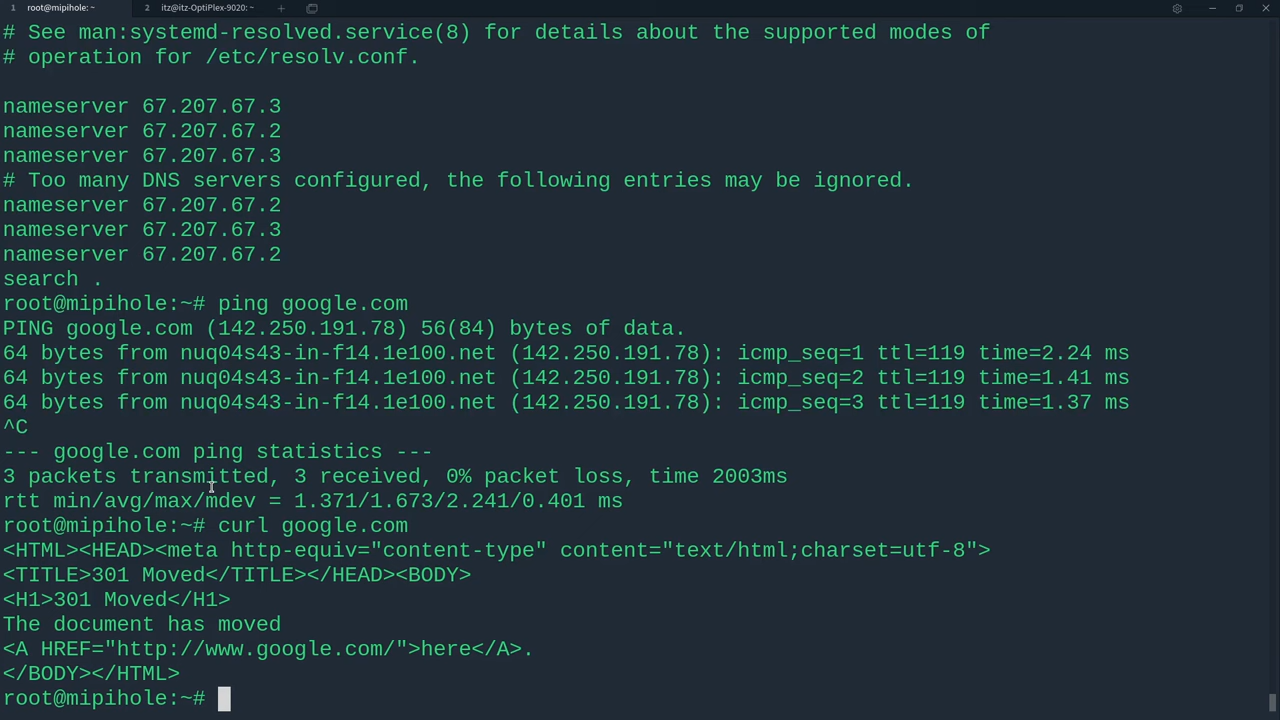 1 root@mipihole: ~ 2 itz@itz-OptiPlex-9020: ~
# See man:systemd-resolved.service(8) for details about the supported modes of
# operation for /etc/resolv.conf.
nameserver 67.207.67.3
nameserver 67.207.67.2
nameserver 67.207.67.3
# Too many DNS servers configured, the following entries may be ignored.
nameserver 67.207.67.2
nameserver 67.207.67.3
nameserver 67.207.67.2
search .
root@mipihole:~# ping google.com
PING google.com (142.250.191.78) 56(84) bytes of data.
64 bytes from nuq04s43-in-f14.1e100.net (142.250.191.78): icmp_seq=1 ttl=119 time=2.24 ms
64 bytes from nuq04s43-in-f14.1e100.net (142.250.191.78): icmp_seq=2 ttl=119 time=1.41 ms
64 bytes from nuq04s43-in-f14.1e100.net (142.250.191.78): icmp_seq=3 ttl=119 time=1.37 ms
^C
--- google.com ping statistics ---
3 packets transmitted, 3 received, 0% packet loss, time 2003ms
rtt min/avg/max/mdev = 1.371/1.673/2.241/0.401 ms
root@mipihole:~# curl google.com
<HTML><HEAD><meta http-equiv="content-type" content="text/html;charset=utf-8">
<TITLE>301 Moved</TITLE></HEAD><BODY>
<H1>301 Moved</H1>
The document has moved
<A HREF="http://www.google.com/">here</A>.
</BODY></HTML>
root@mipihole:~#